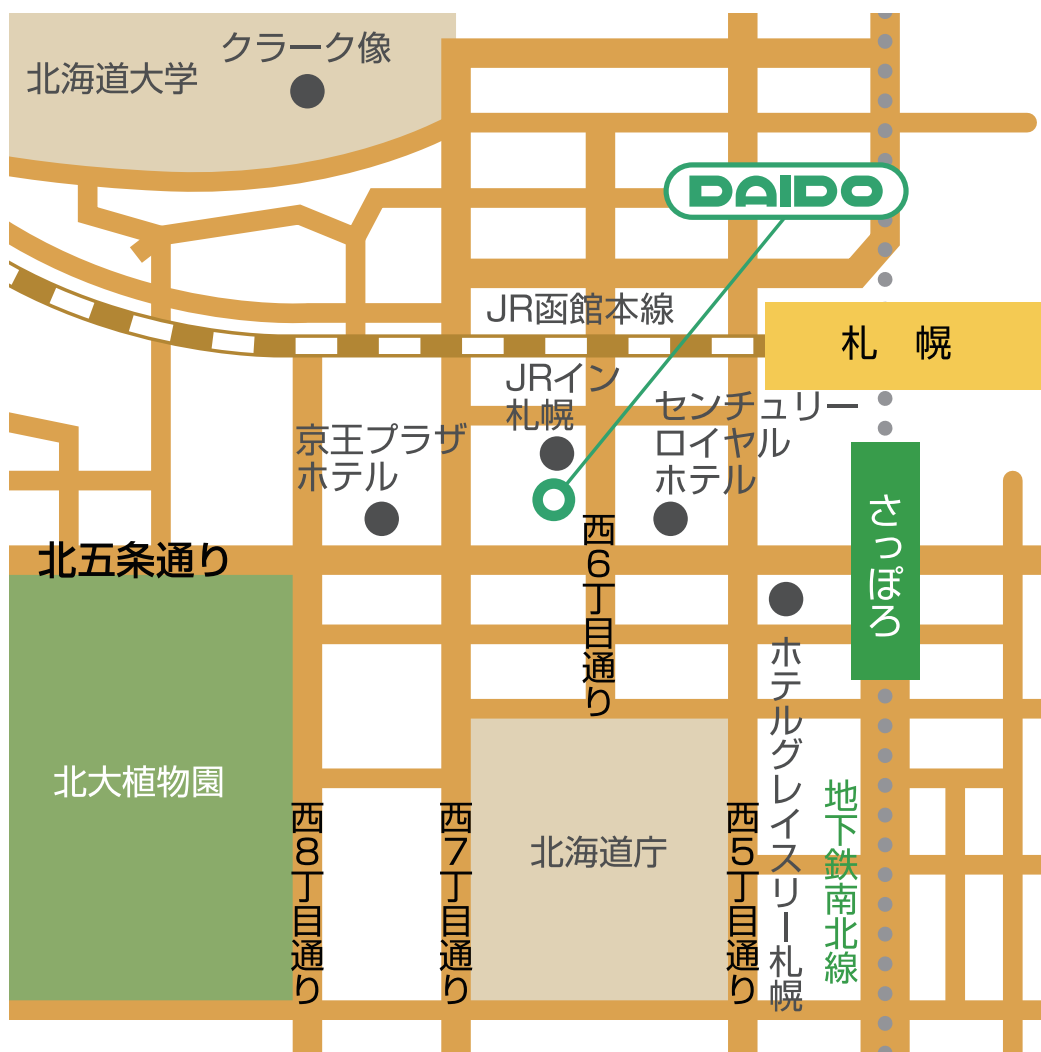 クラーク像
北海道大学
DAIDO
JR函館本線
札　幌
JRイン
札幌
センチュリー
ロイヤル
ホテル
京王プラザ
ホテル
さっぽろ
西6丁目通り
北五条通り
ホテルグレイスリー札幌
北大植物園
地下鉄南北線
西8丁目通り
西7丁目通り
北海道庁
西5丁目通り